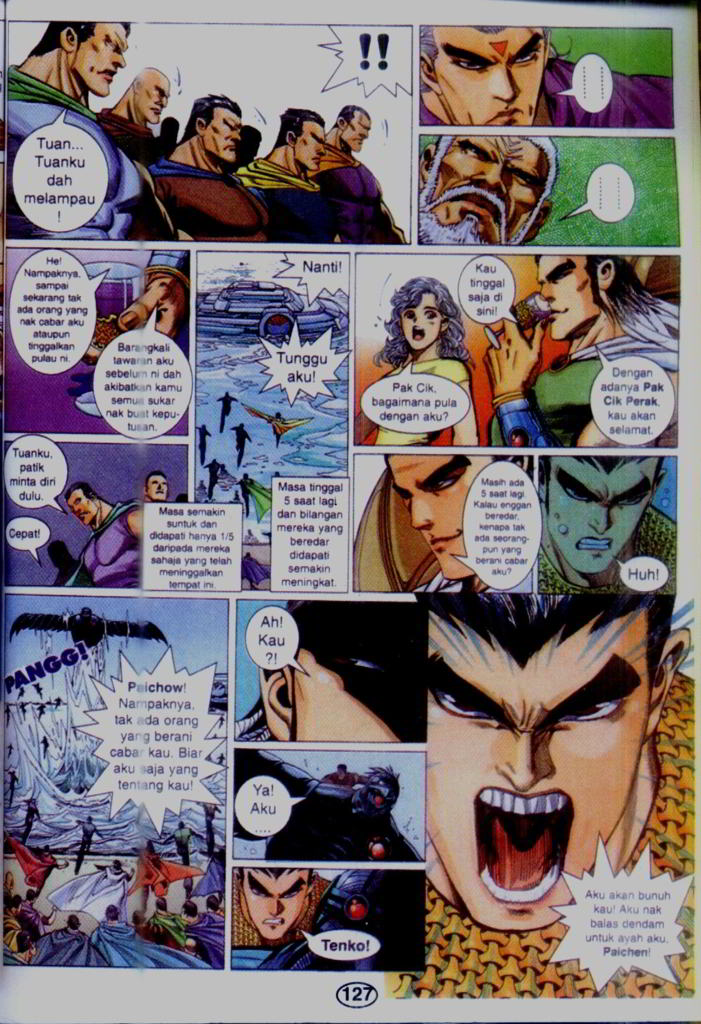 Tuan...
Tuanku
dah
melampau
!
!!
............
............
He!
Nampaknya,
sampai
sekarang tak
ada orang yang
nak cabar aku
ataupun
tinggalkan
pulau ni.
Barangkali
tawaran aku
sebelum ni dah
akibatkan kamu
semua sukar
nak buat kepu-
tusan.
Nanti!
Tunggu
aku!
Kau
tinggal
saja di
sini!
Pak Cik,
bagaimana pula
dengan aku?
Dengan
adanya Pak
Cik Perak,
kau akan
selamat.
Tuanku,
patik
minta diri
dulu.
Cepat!
Masa semakin
suntuk dan
didapati hanya 1/5
daripada mereka
sahaja yang telah
meninggalkan
tempat ini.
Masa tinggal
5 saat lagi
dan bilangan
mereka yang
beredar
didapati
semakin
meningkat.
Masih ada
5 saat lagi.
Kalau enggan
beredar,
kenapa tak
ada seorang-
pun yang
berani cabar
aku?
Huh!
PANGG!
Paichow!
Nampaknya,
tak ada orang
yang berani
cabar kau. Biar
aku saja yang
tentang kau!
Ah!
Kau
?!
Ya!
Aku
....
Tenko!
Aku akan bunuh
kau! Aku nak
balas dendam
untuk ayah aku,
Paichen!
127